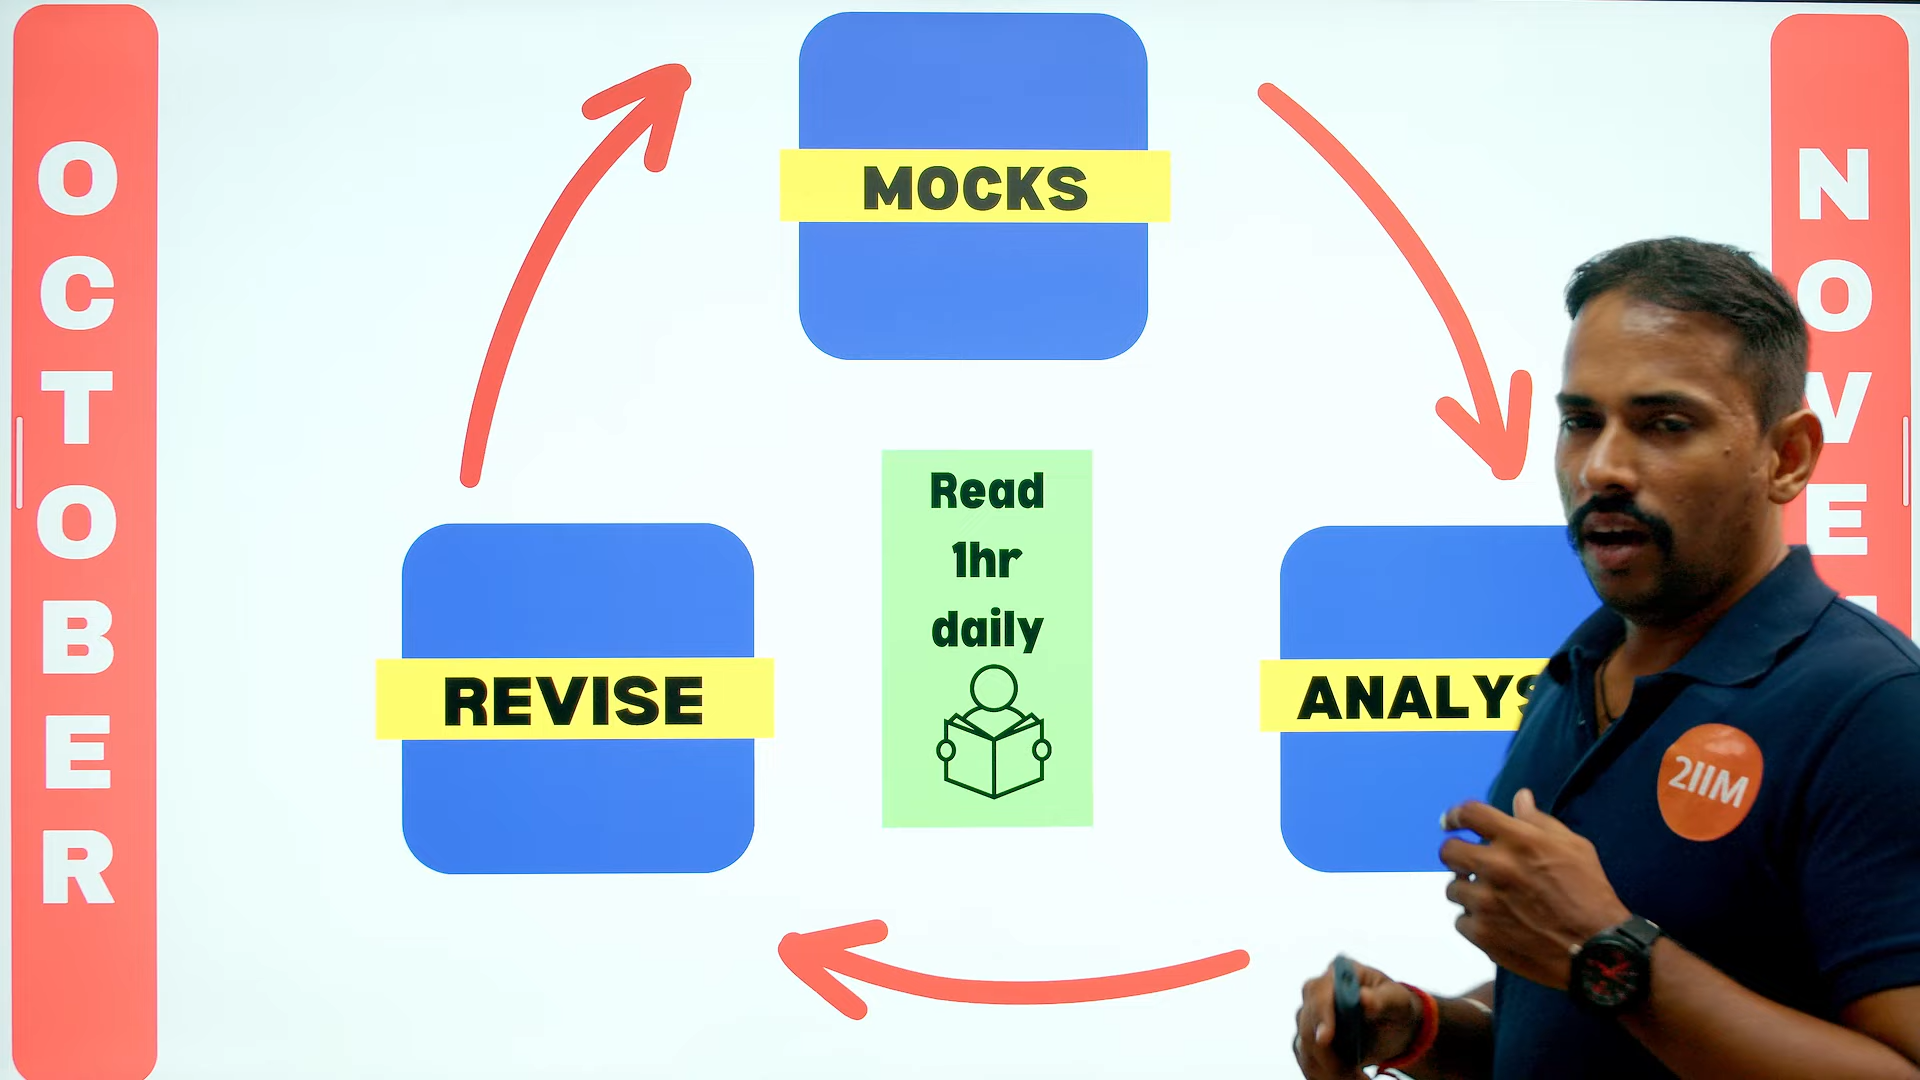 OCTOBER
MOCKS
NOVE
Read
1hr
daily
REVISE
ANALYS
2IIM